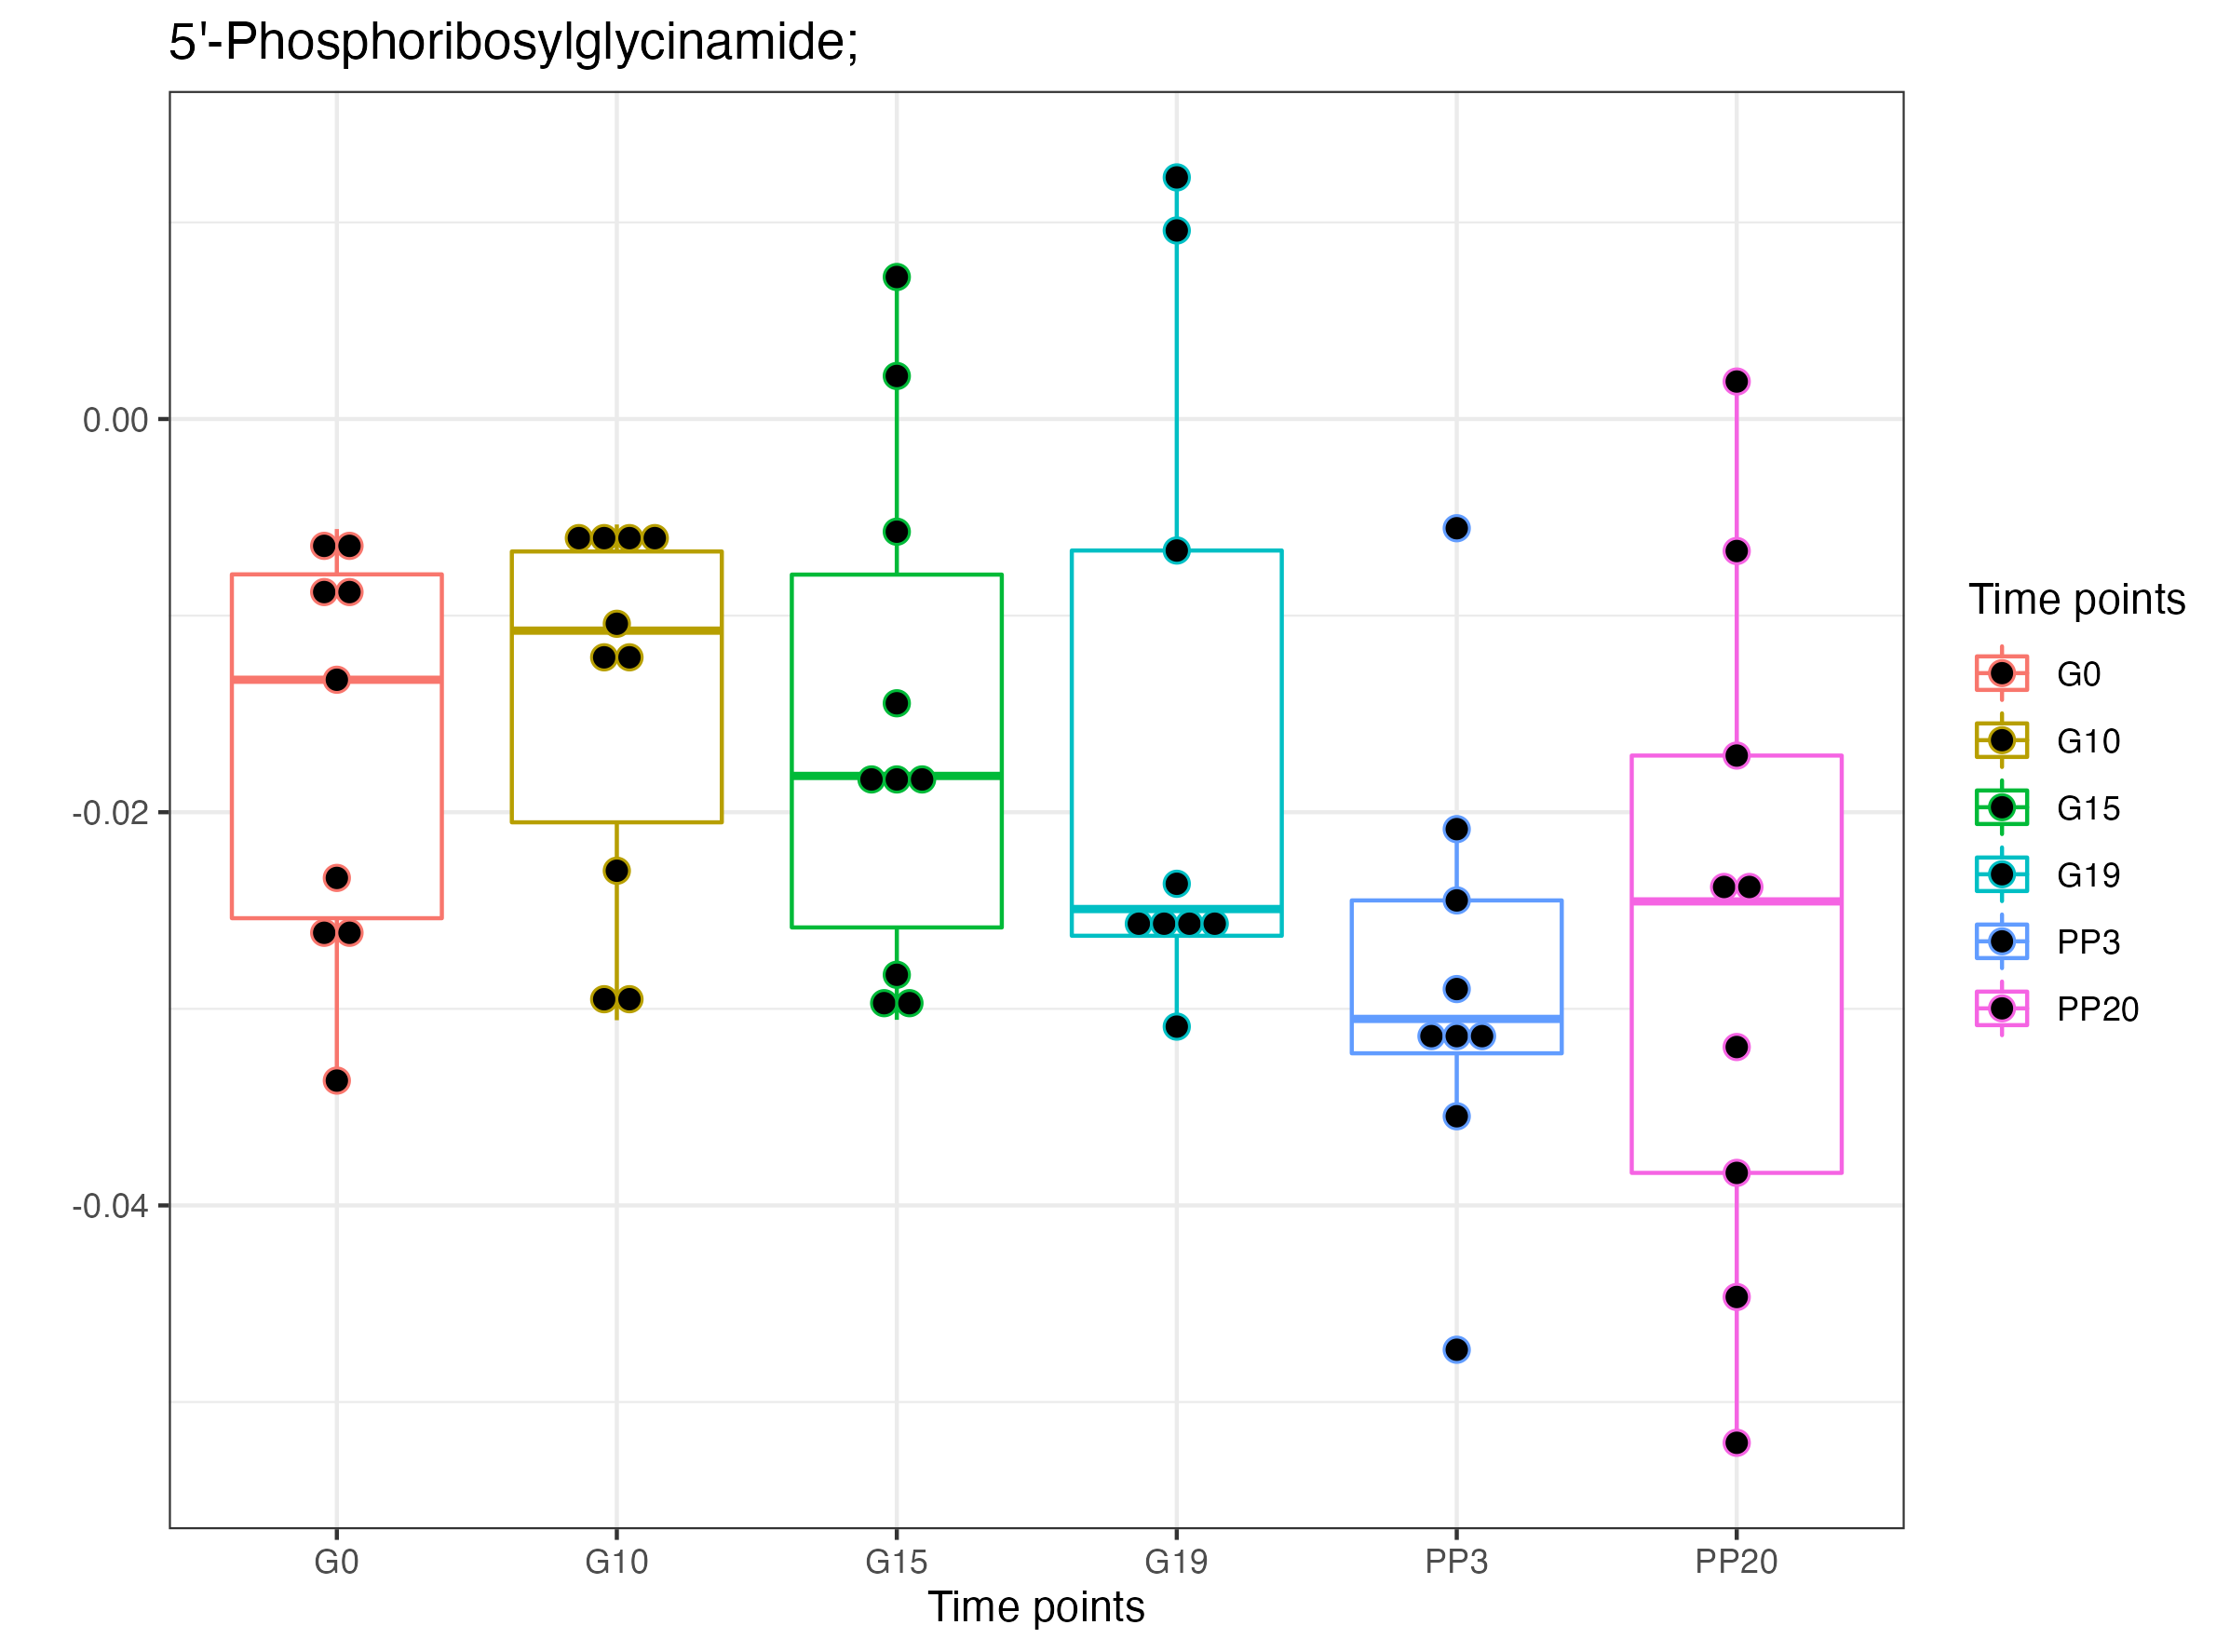 5'-Phosphoribosylglycinamide;
0.00
-0.02
-0.04
G0
G10
G15
G19
PP3
PP20
Time points
Time points
G0
G10
G15
G19
PP3
PP20